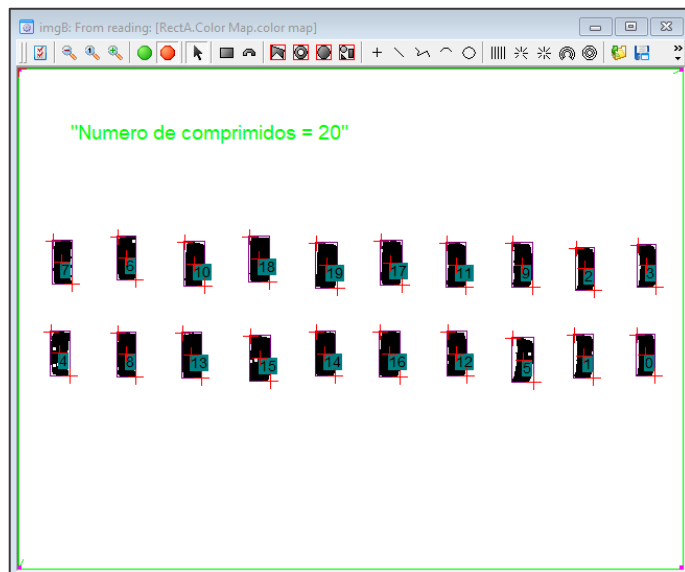 imgB: From reading: [RectA.Color Map.color map]
"Numero de comprimidos = 20"
7 6 10 18 19 17 11 9 2 3
4 8 13 15 14 16 12 5 1 0